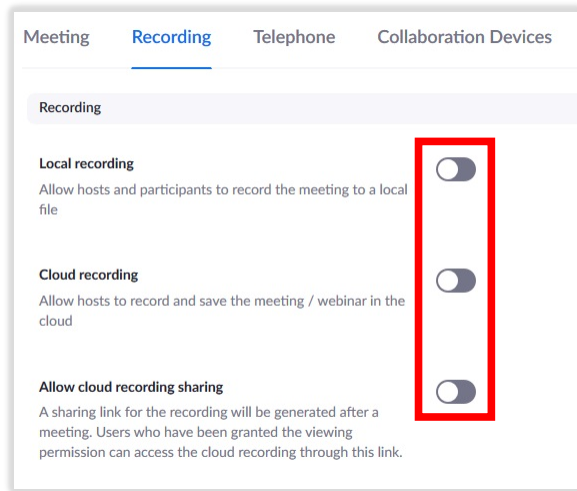 Meeting Recording Telephone Collaboration Devices
Recording
Local recording
Allow hosts and participants to record the meeting to a local
file
Cloud recording
Allow hosts to record and save the meeting / webinar in the
cloud
Allow cloud recording sharing
A sharing link for the recording will be generated after a
meeting. Users who have been granted the viewing
permission can access the cloud recording through this link.